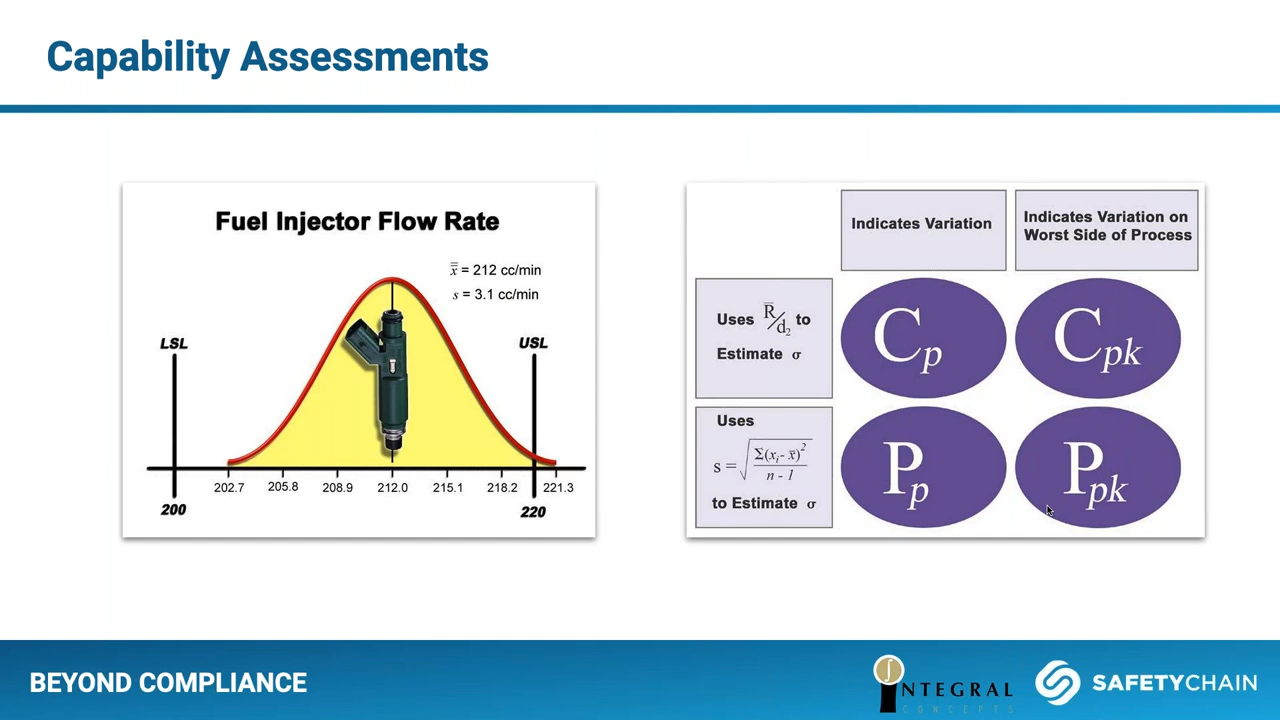 Capability Assessments
Fuel Injector Flow Rate
x̿ = 212 cc/min
s = 3.1 cc/min
LSL
USL
202.7 205.8 208.9 212.0 215.1 218.2 221.3
200
220
Indicates Variation
Indicates Variation on
Worst Side of Process
Uses R̅/d₂ to
Estimate σ
Cp
Cpk
Uses
s = √Σ(xᵢ- x̄)²/n - 1
to Estimate σ
Pp
Ppk
BEYOND COMPLIANCE
∫
INTEGRAL
CONCEPTS
SAFETYCHAIN